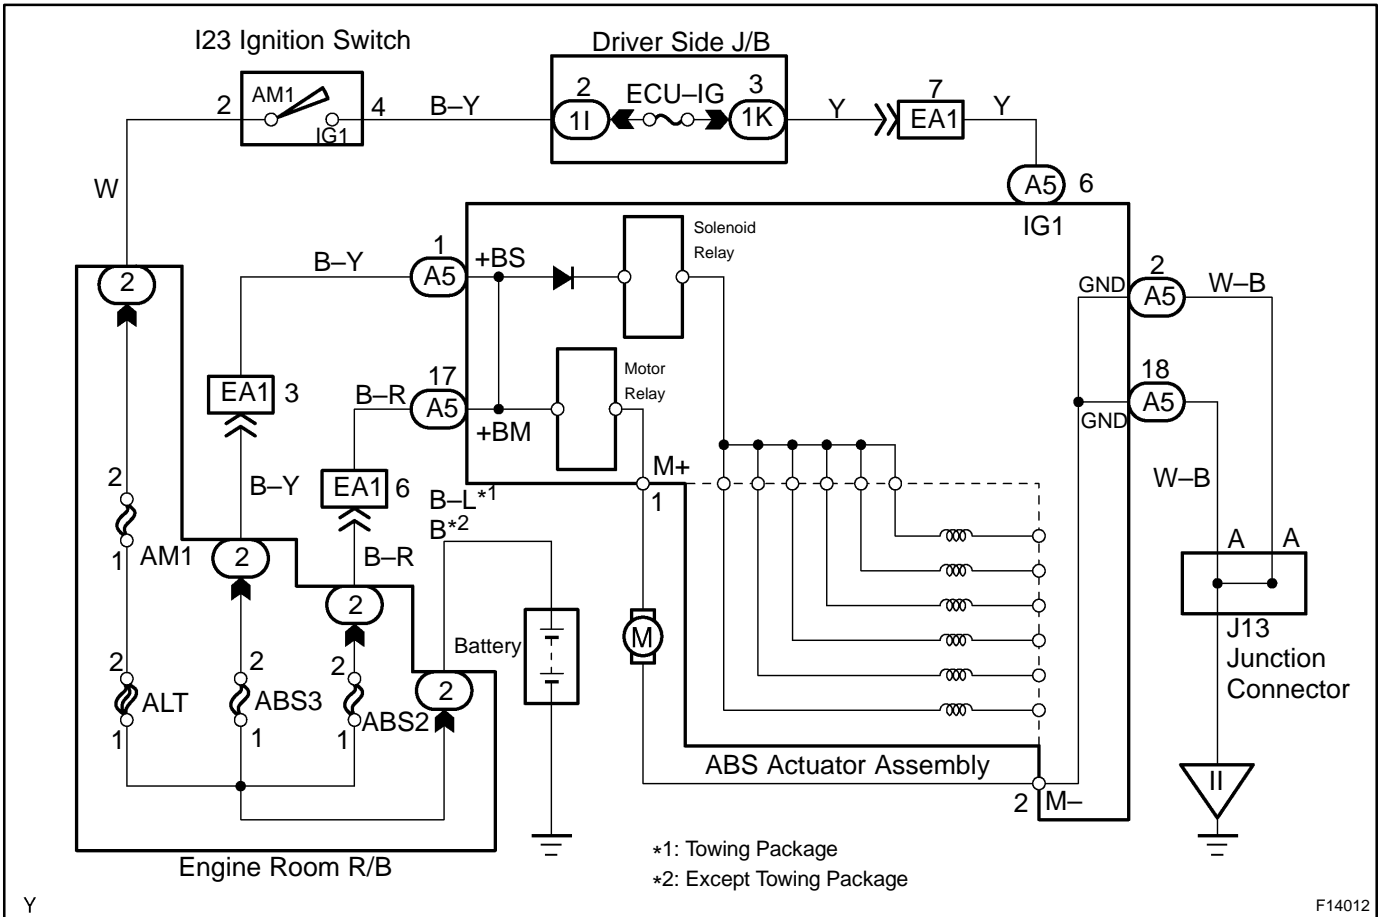 I23 Ignition Switch
Driver Side J/B
2
AM1
IG1
4
B–Y
2
1I
ECU–IG
3
1K
Y
7
EA1
Y
W
A5
6
IG1
2
B–Y
1
A5
+BS
Solenoid
Relay
GND
2
A5
W–B
EA1
3
B–R
17
A5
+BM
Motor
Relay
18
A5
GND
2
B–Y
EA1
6
B–L*1
B*2
M+
1
W–B
1
AM1
2
B–R
2
A
A
2
ALT
1
2
ABS3
1
2
ABS2
1
Battery
2
M
J13
Junction
Connector
ABS Actuator Assembly
2
M–
II
Engine Room R/B
*1: Towing Package
*2: Except Towing Package
Y
F14012